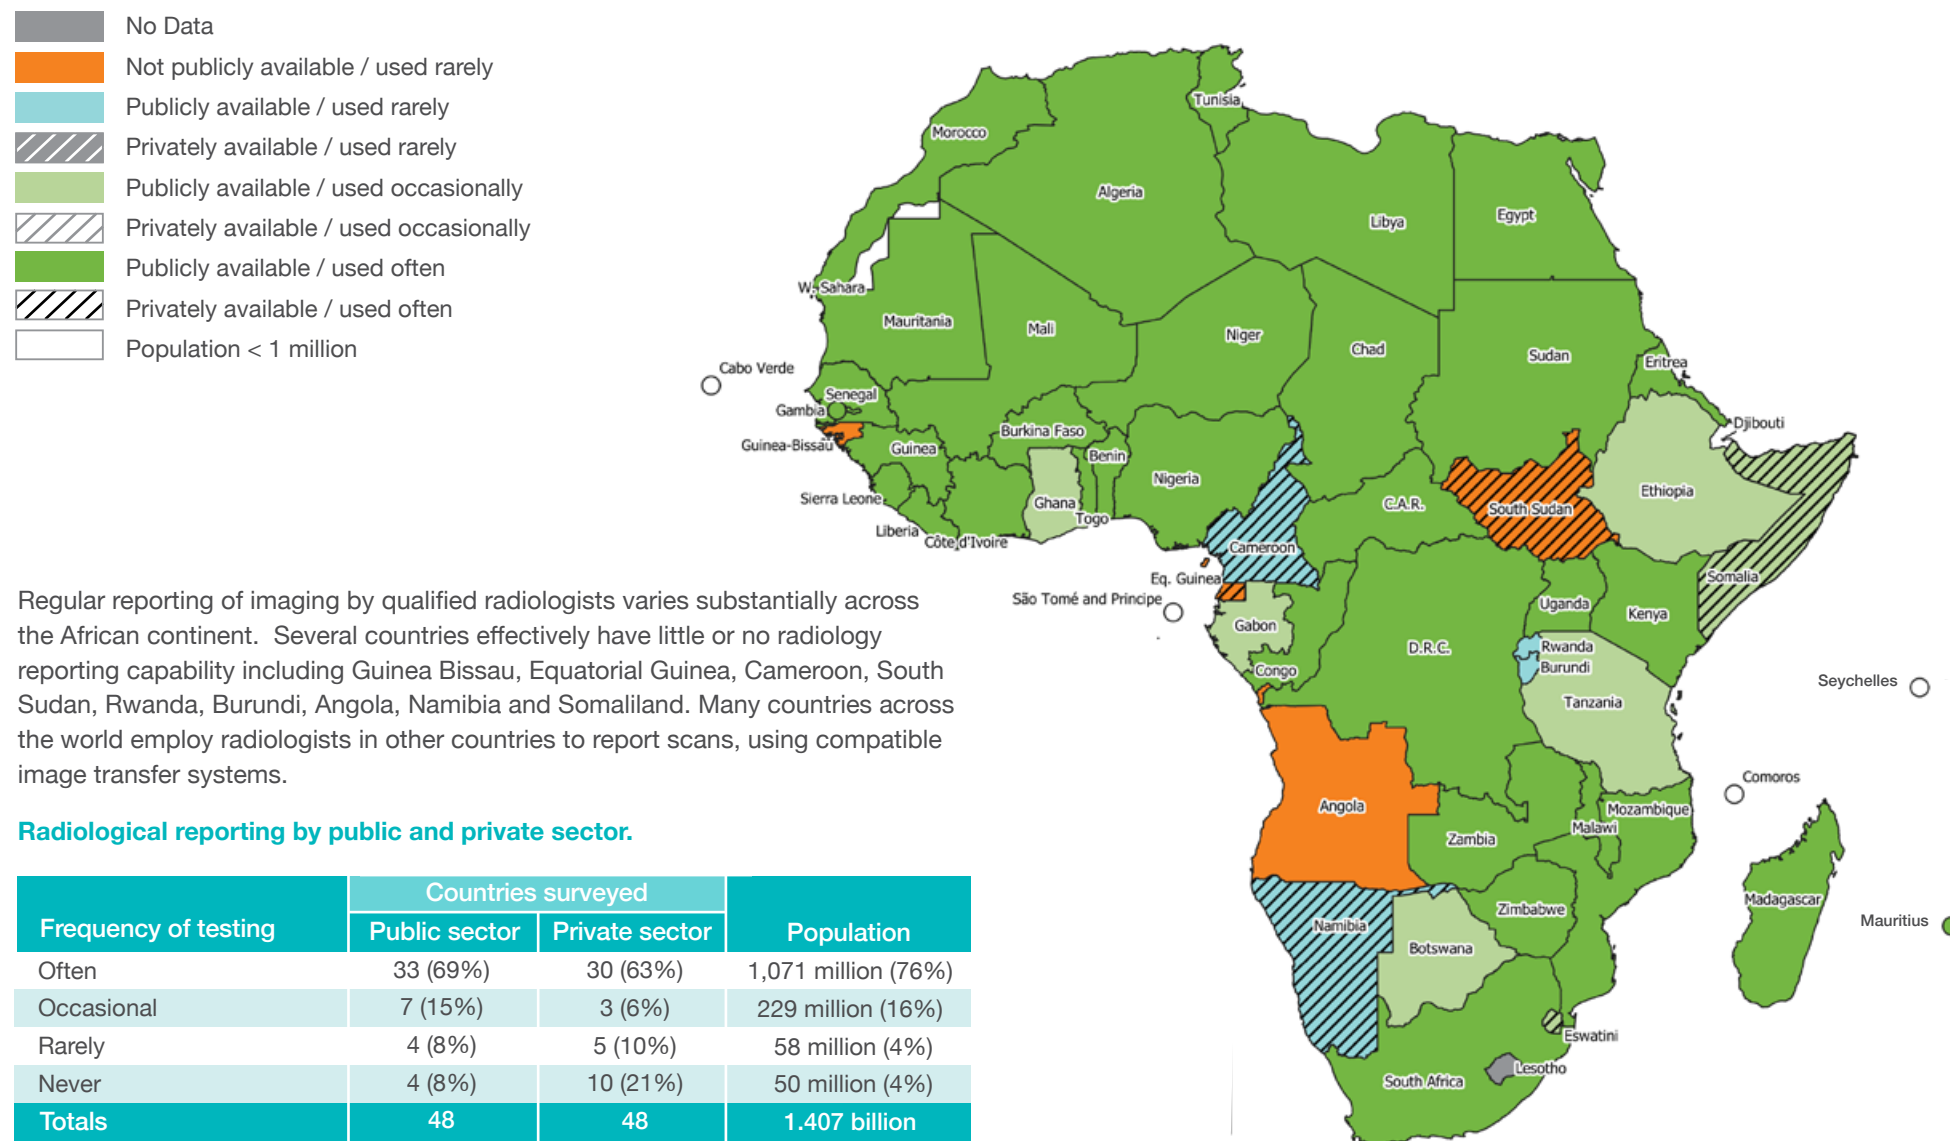 No Data
Not publicly available / used rarely
Publicly available / used rarely
Privately available / used rarely
Publicly available / used occasionally
Privately available / used occasionally
Publicly available / used often
Privately available / used often
Population < 1 million
Tunisia
Morocco
Algeria
Libya
Egypt
W. Sahara
Mauritania
Mali
Niger
Chad
Sudan
Eritrea
Cabo Verde
Senegal
Gambia
Djibouti
Guinea-Bissau
Guinea
Burkina Faso
Benin
Nigeria
Ethiopia
Sierra Leone
Ghana
Togo
C.A.R.
South Sudan
Liberia
Côte d'Ivoire
Cameroon
Eq. Guinea
Somalia
São Tomé and Principe
Uganda
Kenya
Gabon
D.R.C.
Rwanda
Burundi
Congo
Seychelles
Tanzania
Comoros
Angola
Mozambique
Malawi
Zambia
Madagascar
Zimbabwe
Mauritius
Namibia
Botswana
Eswatini
Lesotho
South Africa
Regular reporting of imaging by qualified radiologists varies substantially across
the African continent.  Several countries effectively have little or no radiology
reporting capability including Guinea Bissau, Equatorial Guinea, Cameroon, South
Sudan, Rwanda, Burundi, Angola, Namibia and Somaliland. Many countries across
the world employ radiologists in other countries to report scans, using compatible
image transfer systems.
Radiological reporting by public and private sector.
Countries surveyed
Frequency of testing Public sector Private sector Population
Often 33 (69%) 30 (63%) 1,071 million (76%)
Occasional 7 (15%) 3 (6%) 229 million (16%)
Rarely 4 (8%) 5 (10%) 58 million (4%)
Never 4 (8%) 10 (21%) 50 million (4%)
Totals 48 48 1.407 billion